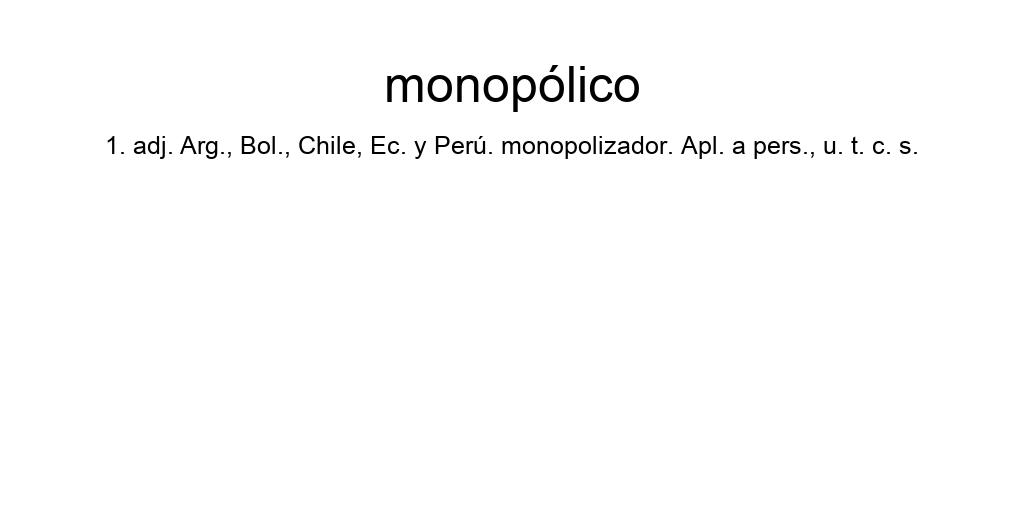 monopólico
1. adj. Arg., Bol., Chile, Ec. y Perú. monopolizador. Apl. a pers., u. t. c. s.